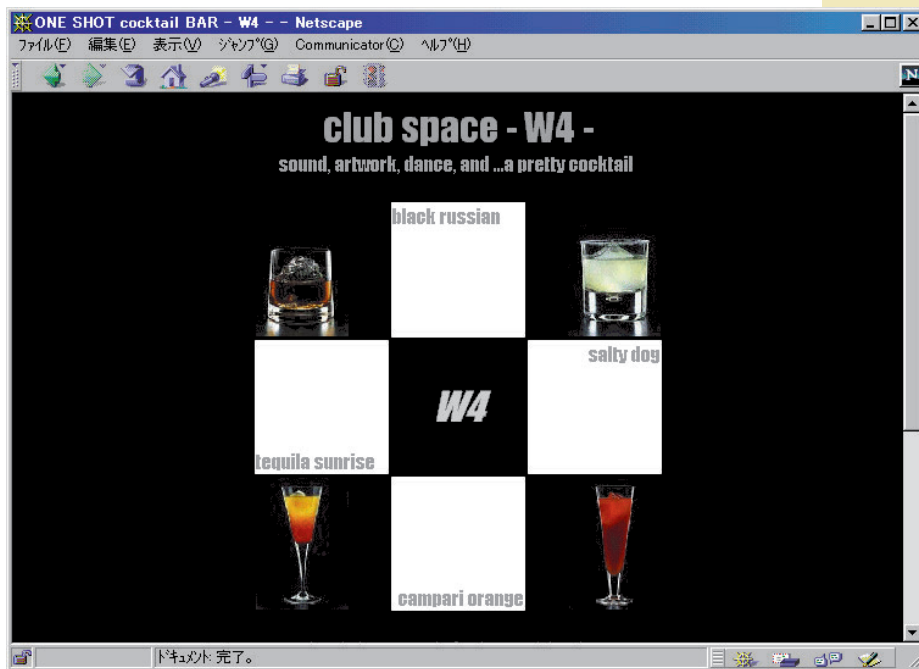 ONE SHOT cocktail BAR - W4 - - Netscape
ファイル(F) 編集(E) 表示(V) ジャンプ(G) Communicator(C) ヘルプ(H)
N
club space - W4 -
sound, artwork, dance, and ...a pretty cocktail
black russian
salty dog
W4
tequila sunrise
campari orange
ドキュメント: 完了。